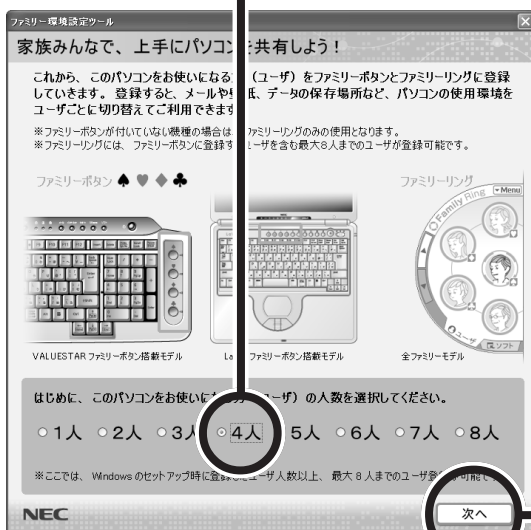 ファミリー環境設定ツール
家族みんなで、上手にパソコン 共有しよう！
これから、このパソコンをお使いになる （ユーザ）をファミリーボタンとファミリーリングに登録
していきます。登録すると、メールや 紙、データの保存場所など、パソコンの使用環境を
ユーザごとに切り替えてご利用できます
※ファミリーボタンが付いていない機種の場合は、ファミリーリングのみの使用となります。
※ファミリーリングには、ファミリーボタンに登録す ユーザを含む最大8人までのユーザが登録可能です。
ファミリーボタン ♠ ♥ ♦ ♣
ファミリーリング
Family Ring
Menu
ユーザ
ソフト
VALUESTAR ファミリーボタン搭載モデル
La ファミリーボタン搭載モデル
全ファミリーモデル
はじめに、このパソコンをお使いに ユーザ）の人数を選択してください。
1人 2人 3人 4人 5人 6人 7人 8人
※ここでは、Windows のセットアップ時に登録 ユーザ人数以上、最大 8 人までのユーザ登 可能で
NEC
次へ